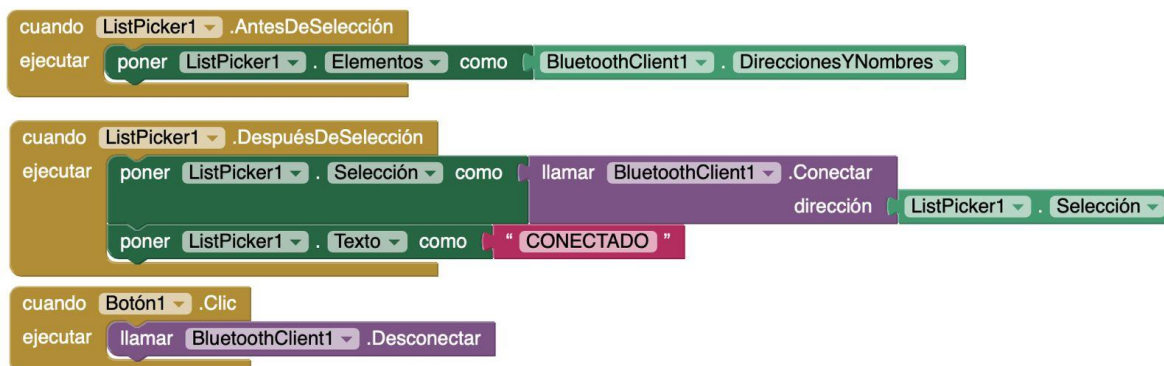 cuando ListPicker1 .AntesDeSelección
ejecutar poner ListPicker1 . Elementos como BluetoothClient1 . DireccionesYNombres
cuando ListPicker1 .DespuésDeSelección
ejecutar poner ListPicker1 . Selección como llamar BluetoothClient1 .Conectar
dirección ListPicker1 . Selección
poner ListPicker1 . Texto como " CONECTADO "
cuando Botón1 .Clic
ejecutar llamar BluetoothClient1 .Desconectar